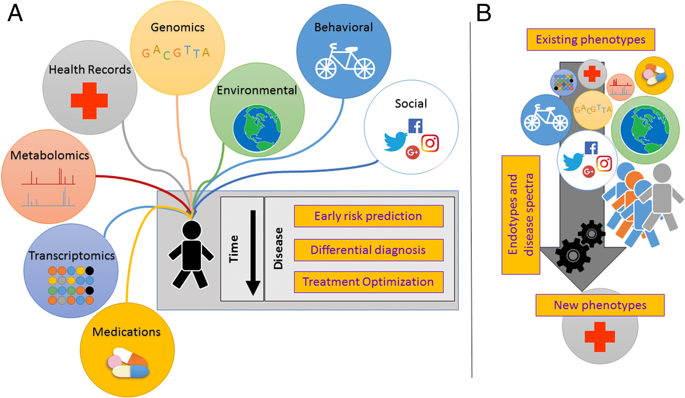 A
Genomics
GACGTTA
Behavioral
Health Records
Environmental
Social
Metabolomics
Transcriptomics
Medications
Time
Disease
Early risk prediction
Differential diagnosis
Treatment Optimization
B
Existing phenotypes
GACGTTA
Endotypes and
disease spectra
New phenotypes